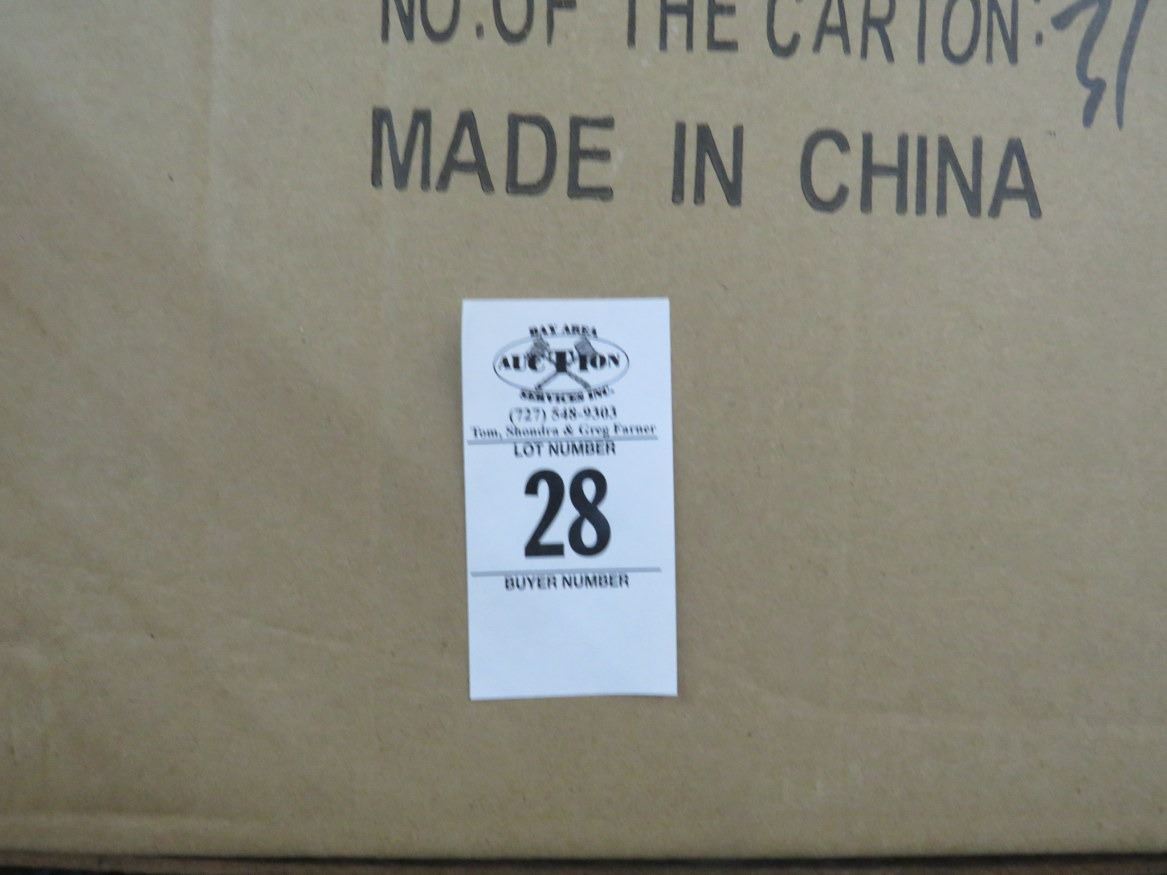 NO. OF THE CARTON:
MADE IN CHINA
BAY AREA
AUCTION
SERVICES INC.
(727) 548-9303
Tom, Shondra & Greg Farner
LOT NUMBER
28
BUYER NUMBER